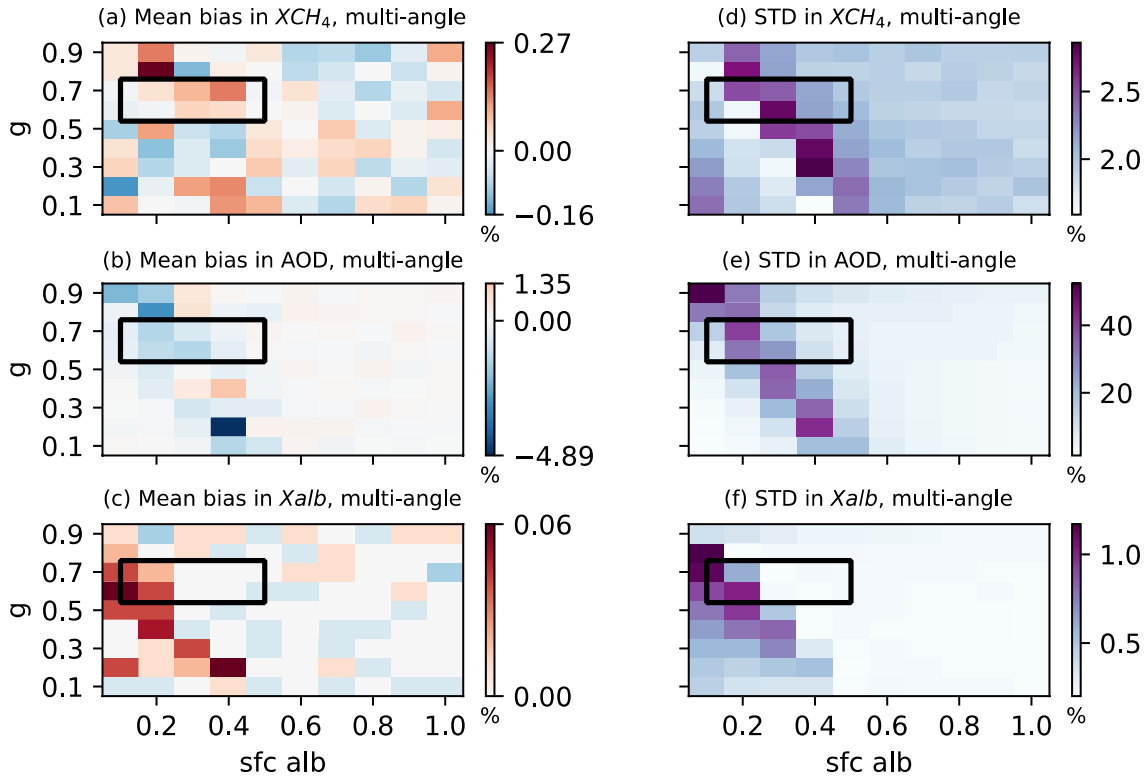 (a) Mean bias in XCH₄, multi-angle
0.9
0.7
0.5
0.3
0.1
g
0.27
0.00
−0.16
%
(d) STD in XCH₄, multi-angle
2.5
2.0
%
(b) Mean bias in AOD, multi-angle
0.9
0.7
0.5
0.3
0.1
g
1.35
0.00
−4.89
%
(e) STD in AOD, multi-angle
40
20
%
(c) Mean bias in Xalb, multi-angle
0.9
0.7
0.5
0.3
0.1
g
0.2 0.4 0.6 0.8 1.0
sfc alb
0.06
0.00
%
(f) STD in Xalb, multi-angle
0.2 0.4 0.6 0.8 1.0
sfc alb
1.0
0.5
%